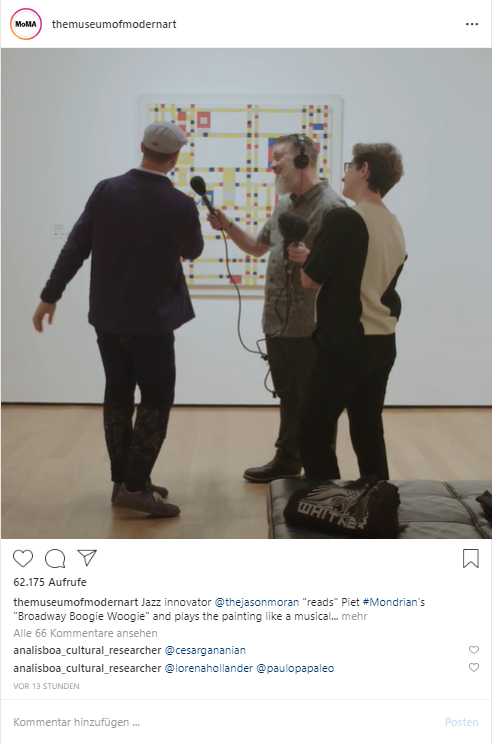 MoMA
themuseumofmodernart
WHITNEY
62.175 Aufrufe
themuseumofmodernart Jazz innovator @thejasonmoran "reads" Piet #Mondrian's
"Broadway Boogie Woogie" and plays the painting like a musical... mehr
Alle 66 Kommentare ansehen
analisboa_cultural_researcher @cesargananian
analisboa_cultural_researcher @lorenahollander @paulopapaleo
VOR 13 STUNDEN
Kommentar hinzufügen ...
Posten